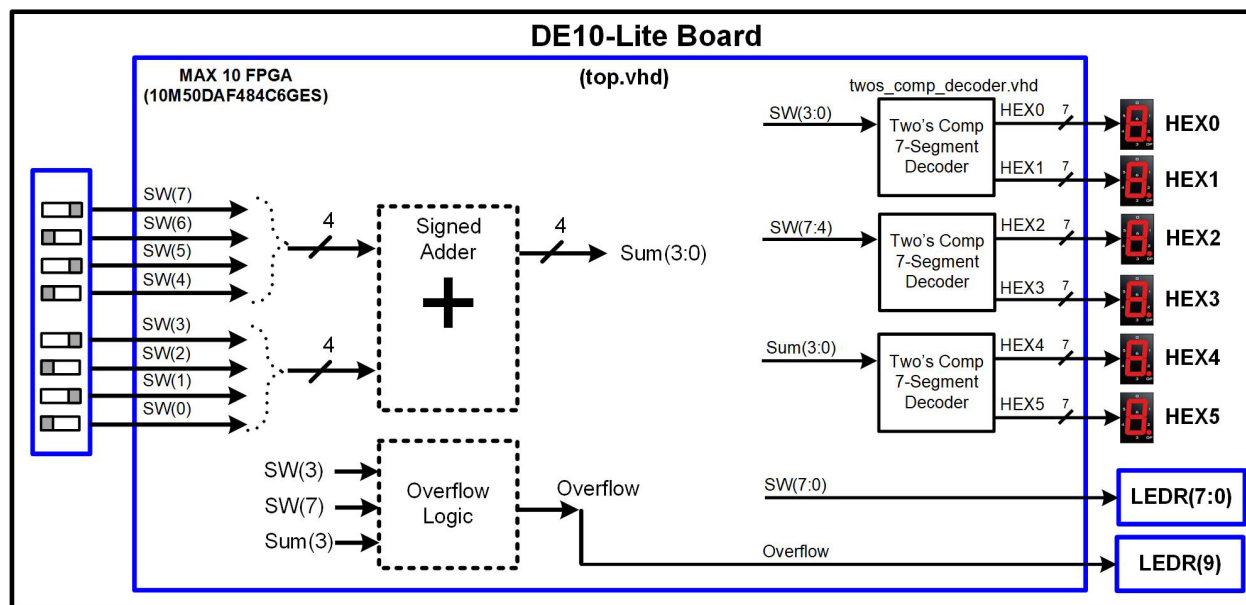 DE10-Lite Board
MAX 10 FPGA
(10M50DAF484C6GES)
(top.vhd)
SW(7)
SW(6)
SW(5)
SW(4)
SW(3)
SW(2)
SW(1)
SW(0)
4
4
Signed
Adder
+
4
Sum(3:0)
SW(3)
SW(7)
Sum(3)
Overflow
Logic
Overflow
twos_comp_decoder.vhd
SW(3:0)
Two's Comp
7-Segment
Decoder
HEX0
7
HEX0
HEX1
7
HEX1
SW(7:4)
Two's Comp
7-Segment
Decoder
HEX2
7
HEX2
HEX3
7
HEX3
Sum(3:0)
Two's Comp
7-Segment
Decoder
HEX4
7
HEX4
HEX5
7
HEX5
SW(7:0)
LEDR(7:0)
Overflow
LEDR(9)